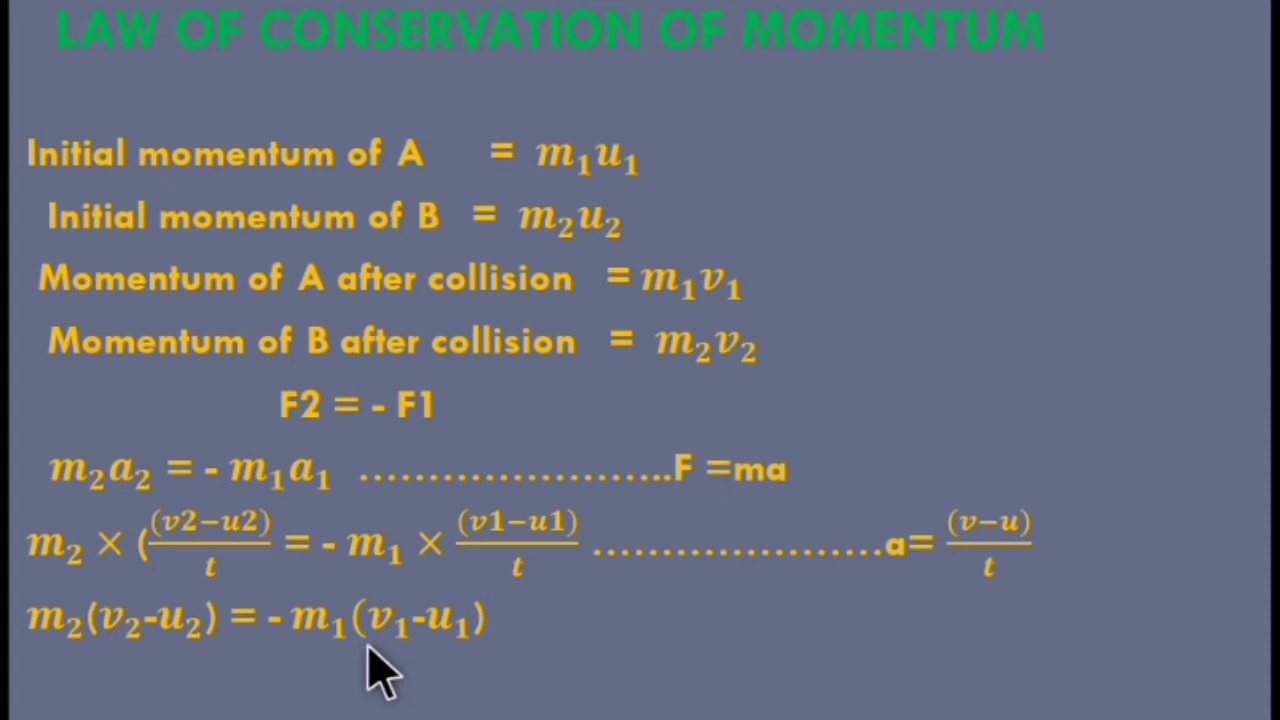 LAW OF CONSERVATION OF MOMENTUM
Initial momentum of A = m₁u₁
Initial momentum of B = m₂u₂
Momentum of A after collision = m₁v₁
Momentum of B after collision = m₂v₂
F2 = - F1
m₂a₂ = - m₁a₁ ……………………..F =ma
m₂ × ((v2−u2)/t = - m₁ × (v1−u1)/t …………………a= (v−u)/t
m₂(v₂-u₂) = - m₁(v₁-u₁)